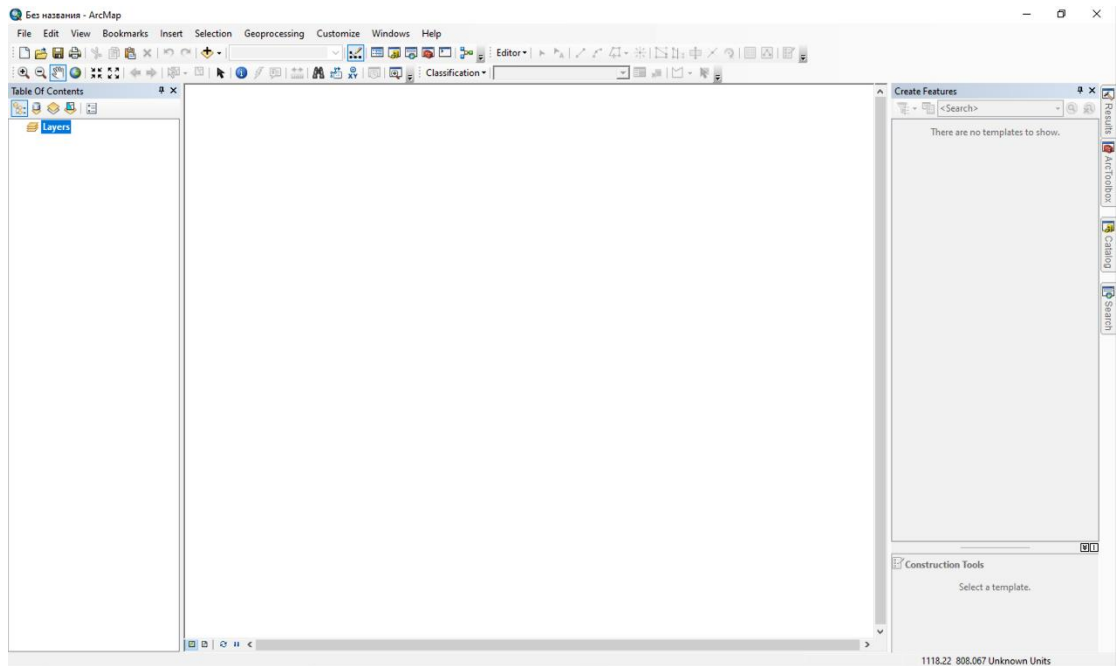 Без названия - ArcMap
File Edit View Bookmarks Insert Selection Geoprocessing Customize Windows Help
Editor
Classification
Table Of Contents
Layers
Create Features
<Search>
There are no templates to show.
Construction Tools
Select a template.
Results
ArcToolbox
Catalog
Search
1118.22 808.067 Unknown Units